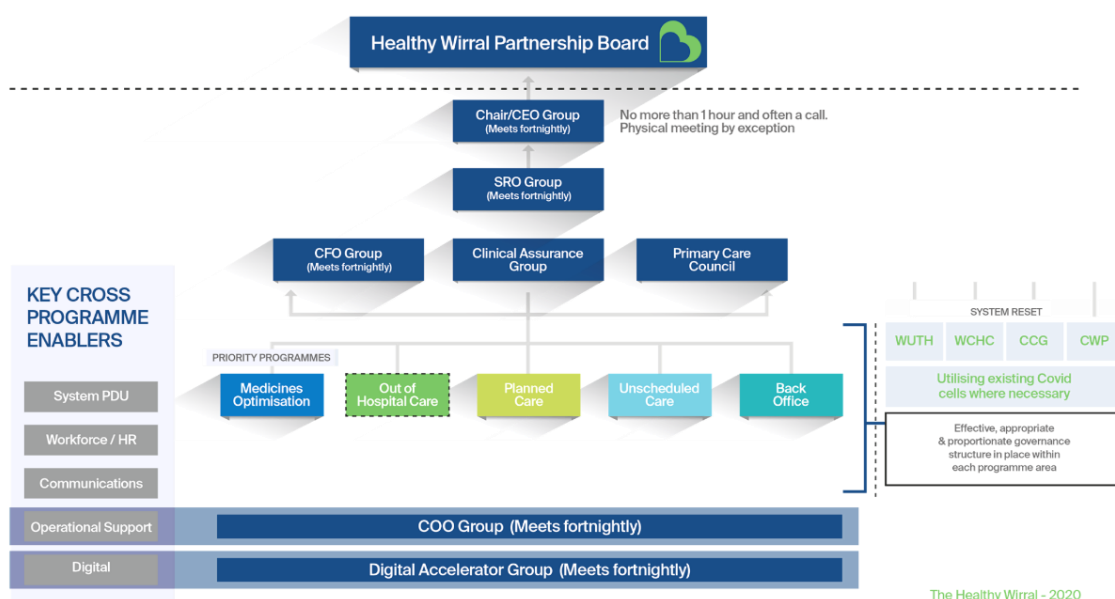 Healthy Wirral Partnership Board
Chair/CEO Group
(Meets fortnightly)
No more than 1 hour and often a call.
Physical meeting by exception
SRO Group
(Meets fortnightly)
CFO Group
(Meets fortnightly)
Clinical Assurance
Group
Primary Care
Council
KEY CROSS
PROGRAMME
ENABLERS
System PDU
Workforce / HR
Communications
Operational Support
Digital
PRIORITY PROGRAMMES
Medicines
Optimisation
Out of
Hospital Care
Planned
Care
Unscheduled
Care
Back
Office
SYSTEM RESET
WUTH
WCHC
CCG
CWP
Utilising existing Covid
cells where necessary
Effective, appropriate
& proportionate governance
structure in place within
each programme area
COO Group (Meets fortnightly)
Digital Accelerator Group (Meets fortnightly)
The Healthy Wirral - 2020